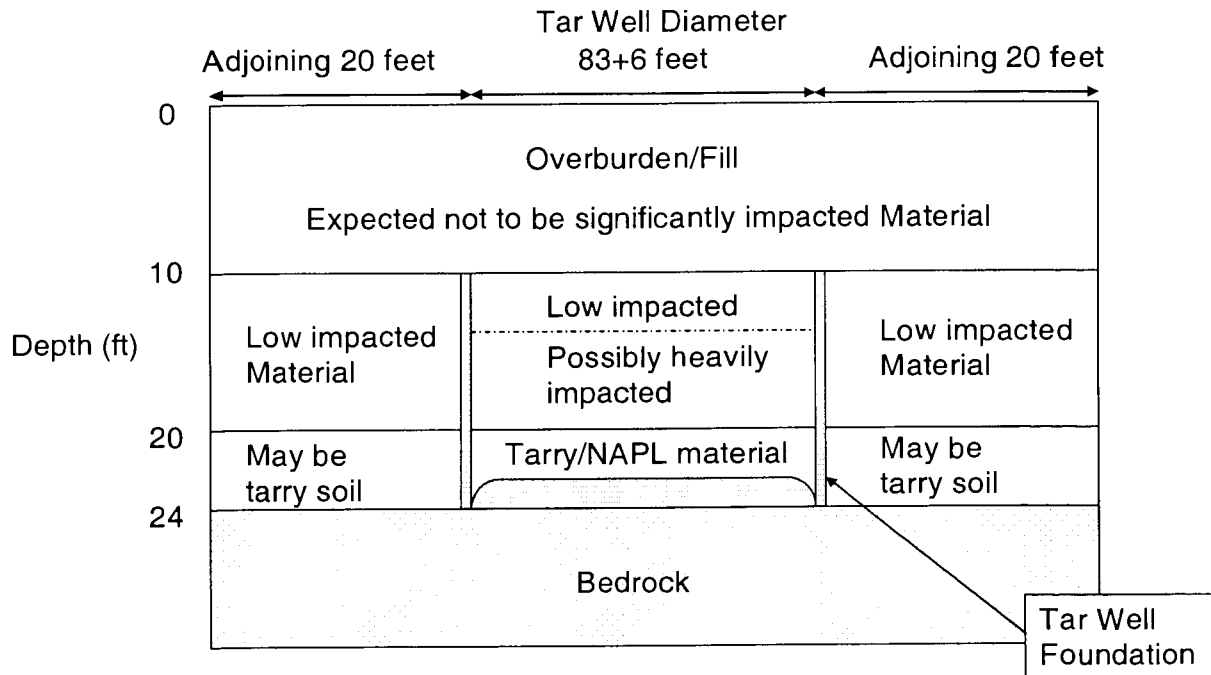 Tar Well Diameter
Adjoining 20 feet
83+6 feet
Adjoining 20 feet
0
Overburden/Fill
Expected not to be significantly impacted Material
10
Depth (ft)
Low impacted
Material
Low impacted
Possibly heavily
impacted
Low impacted
Material
20
May be
tarry soil
Tarry/NAPL material
May be
tarry soil
24
Bedrock
Tar Well
Foundation